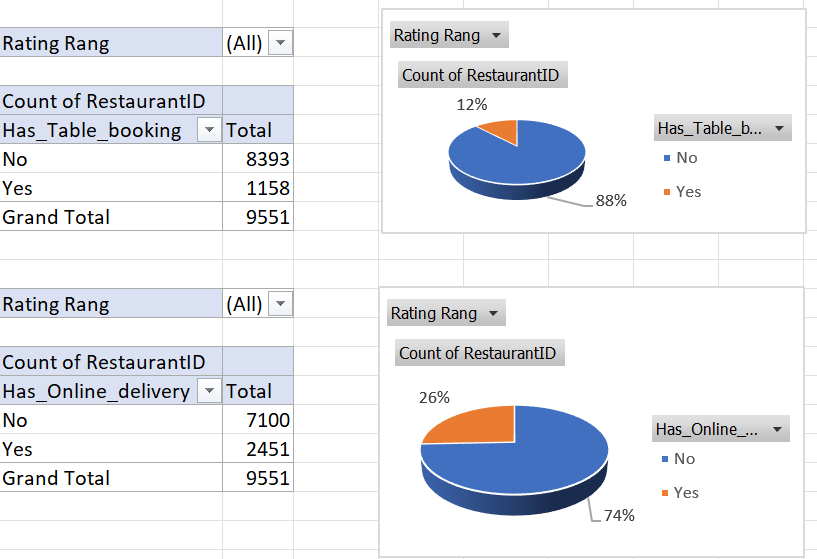 Rating Rang (All)
Count of RestaurantID
Has_Table_booking Total
No 8393
Yes 1158
Grand Total 9551
Rating Rang
Count of RestaurantID
12%
88%
Has_Table_b...
No
Yes
Rating Rang (All)
Count of RestaurantID
Has_Online_delivery Total
No 7100
Yes 2451
Grand Total 9551
Rating Rang
Count of RestaurantID
26%
74%
Has_Online_...
No
Yes